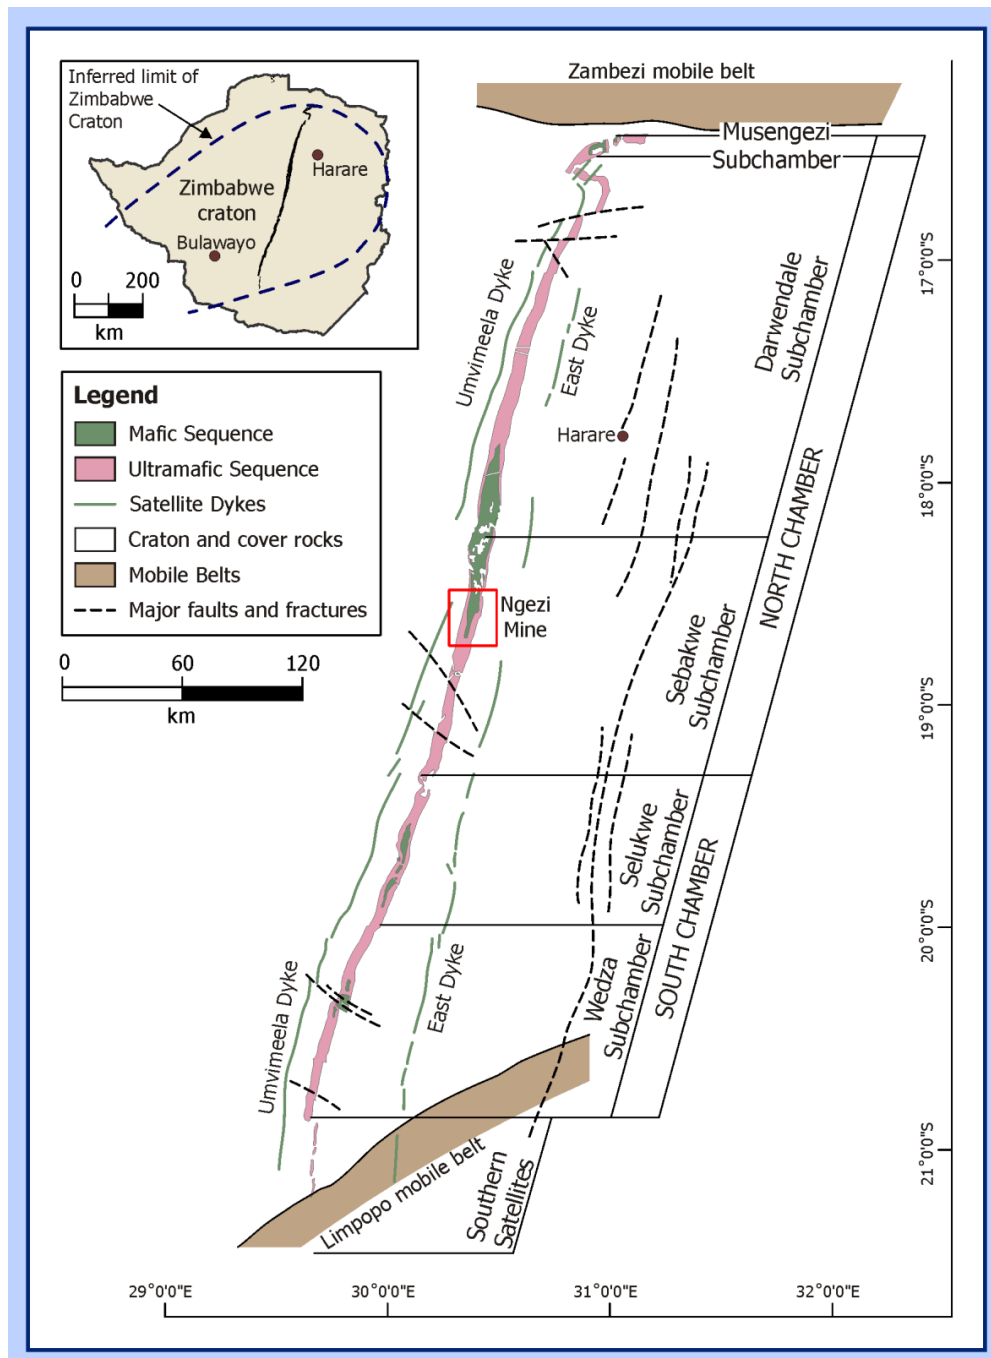 Inferred limit of
Zimbabwe
Craton
Harare
Zimbabwe
craton
Bulawayo
0 200
km
Legend
Mafic Sequence
Ultramafic Sequence
Satellite Dykes
Craton and cover rocks
Mobile Belts
Major faults and fractures
0 60 120
km
Zambezi mobile belt
Musengezi
Subchamber
Umvimeela Dyke
East Dyke
Harare
Darwendale
Subchamber
NORTH CHAMBER
Ngezi
Mine
Sebakwe
Subchamber
Selukwe
Subchamber
SOUTH CHAMBER
Wedza
Subchamber
Umvimeela Dyke
East Dyke
Limpopo mobile belt
Southern
Satellites
17°0'0"S
18°0'0"S
19°0'0"S
20°0'0"S
21°0'0"S
29°0'0"E 30°0'0"E 31°0'0"E 32°0'0"E